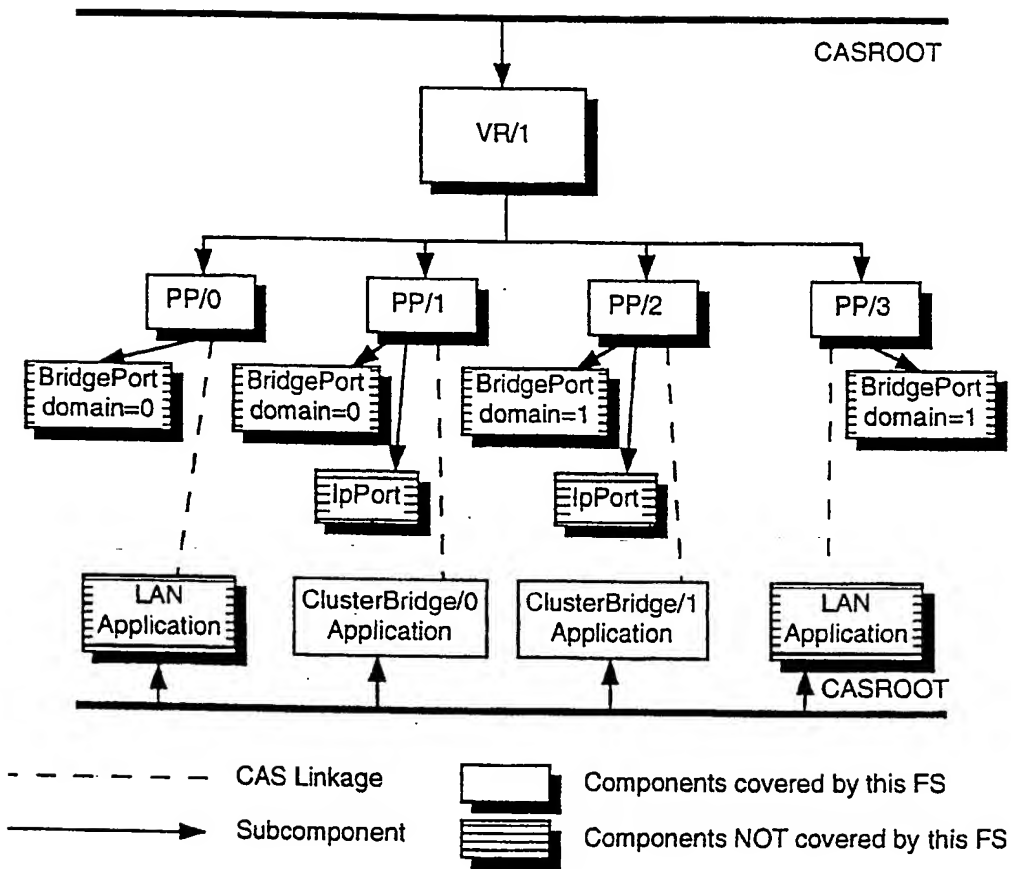 CASROOT
VR/1
PP/0
PP/1
PP/2
PP/3
BridgePort
domain=0
BridgePort
domain=0
BridgePort
domain=1
BridgePort
domain=1
IpPort
IpPort
LAN
Application
ClusterBridge/0
Application
ClusterBridge/1
Application
LAN
Application
CASROOT
CAS Linkage
Components covered by this FS
Subcomponent
Components NOT covered by this FS